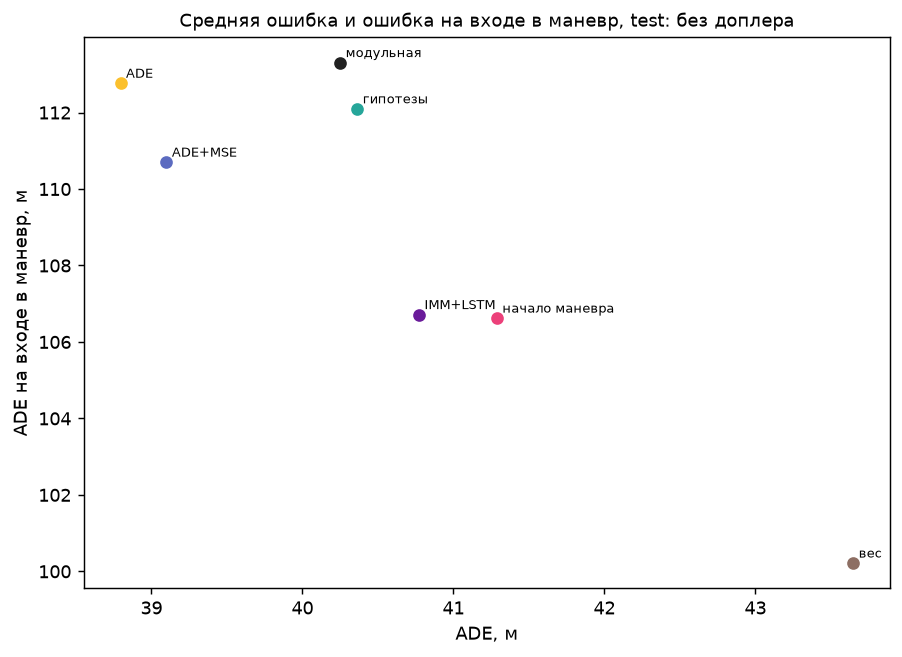 Средняя ошибка и ошибка на входе в маневр, test: без доплера
ADE на входе в маневр, м
112
110
108
106
104
102
100
модульная
ADE
гипотезы
ADE+MSE
IMM+LSTM
начало маневра
вес
39
40
41
42
43
ADE, м